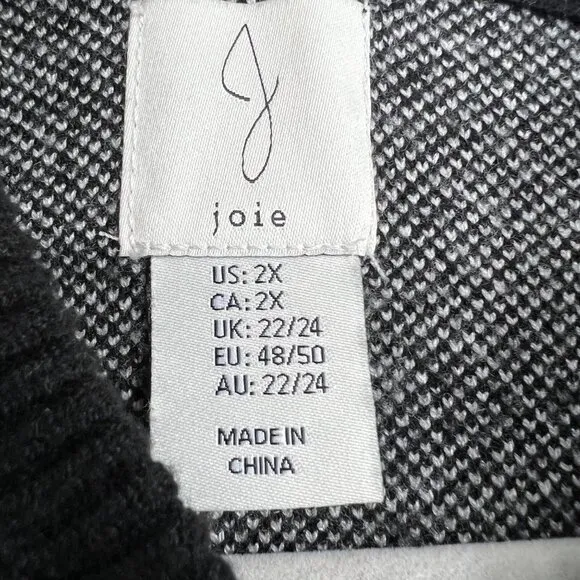 joie
US: 2X
CA: 2X
UK: 22/24
EU: 48/50
AU: 22/24
MADE IN
CHINA